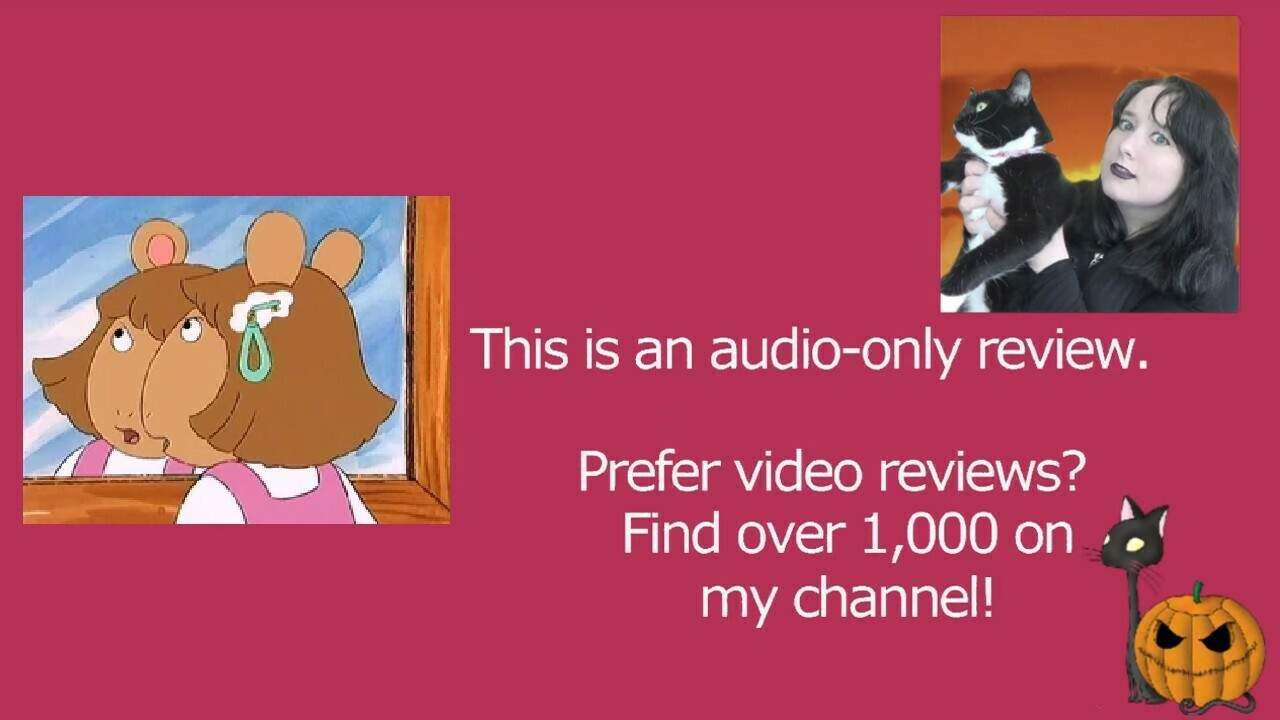 This is an audio-only review.
Prefer video reviews?
Find over 1,000 on
my channel!